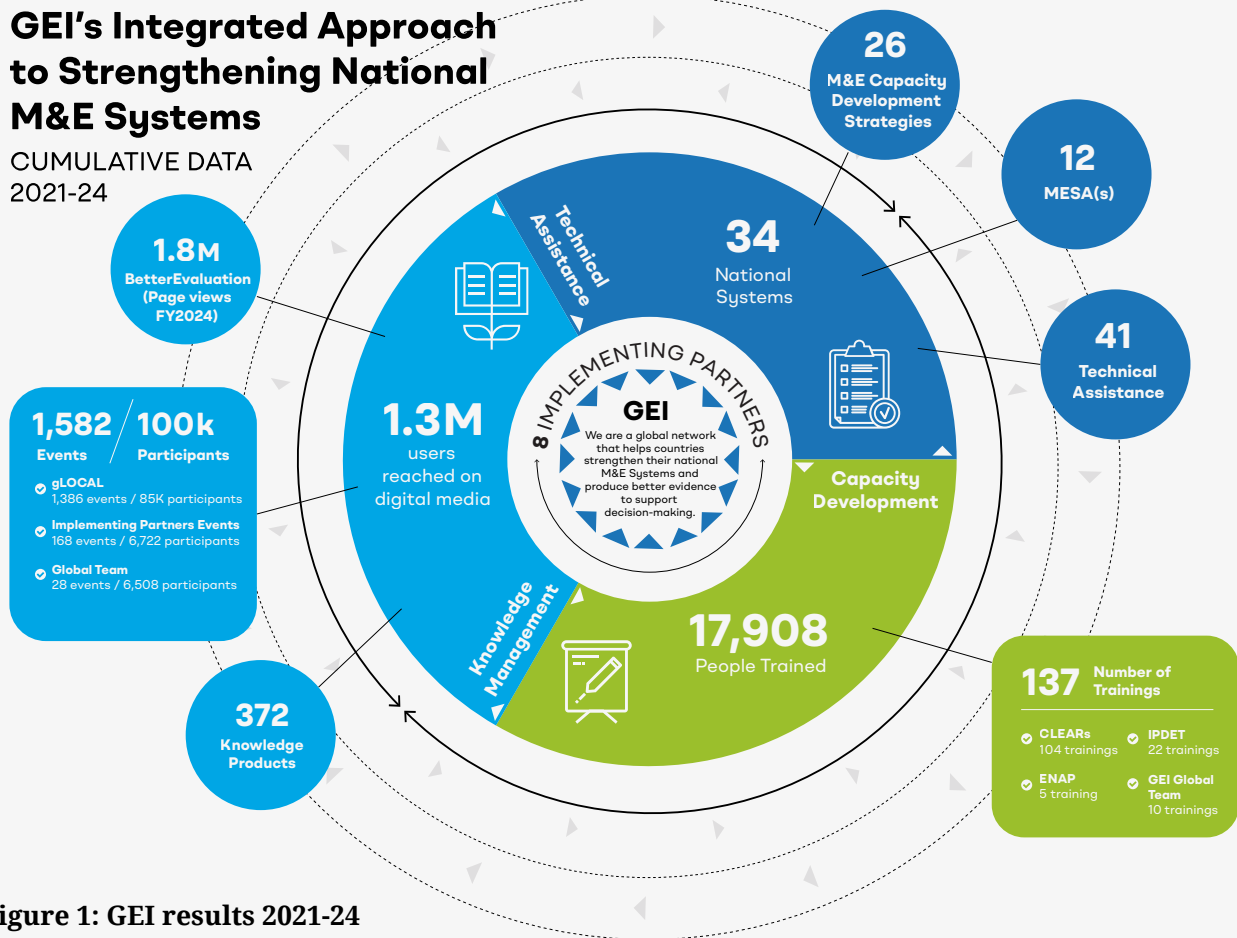 GEI's Integrated Approach
to Strengthening National
M&E Systems
CUMULATIVE DATA
2021-24
26
M&E Capacity
Development
Strategies
12
MESA(s)
41
Technical
Assistance
Technical
Assistance
34
National
Systems
1.8M
BetterEvaluation
(Page views
FY2024)
1,582
Events
100k
Participants
gLOCAL
1,386 events / 85K participants
Implementing Partners Events
168 events / 6,722 participants
Global Team
28 events / 6,508 participants
1.3M
users
reached on
digital media
8 IMPLEMENTING PARTNERS
GEI
We are a global network
that helps countries
strengthen their national
M&E Systems and
produce better evidence
to support
decision-making.
Capacity
Development
Knowledge
Management
17,908
People Trained
372
Knowledge
Products
137
Number of
Trainings
CLEARs
104 trainings
IPDET
22 trainings
ENAP
5 training
GEI Global
Team
10 trainings
igure 1: GEI results 2021-24